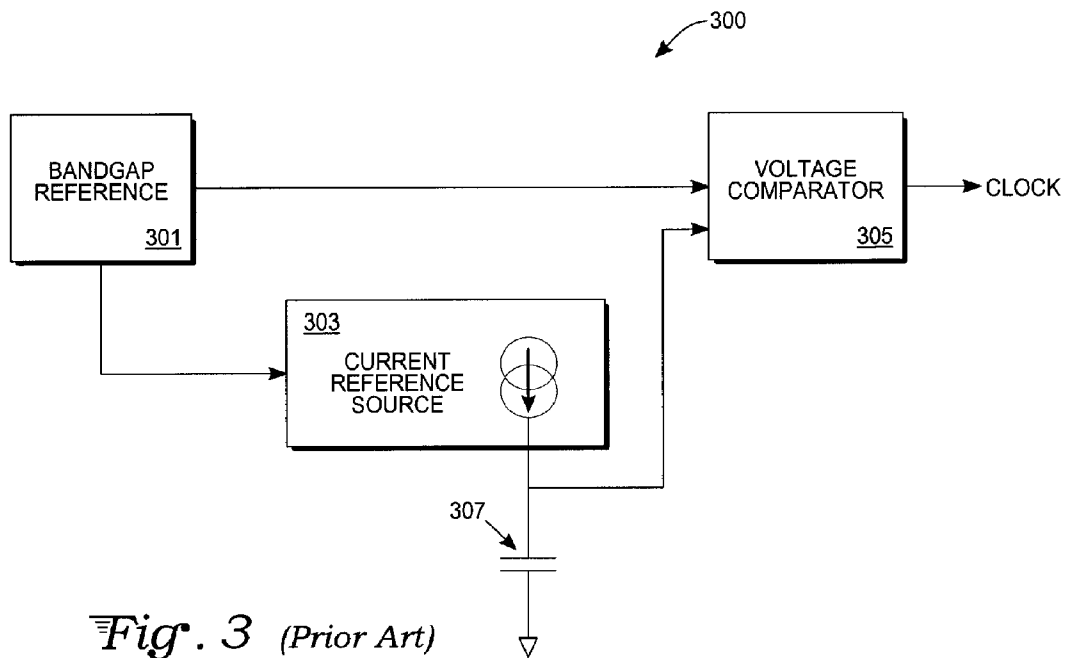 300
BANDGAP
REFERENCE
301
VOLTAGE
COMPARATOR
305
CLOCK
303
CURRENT
REFERENCE
SOURCE
307
Fig. 3 (Prior Art)